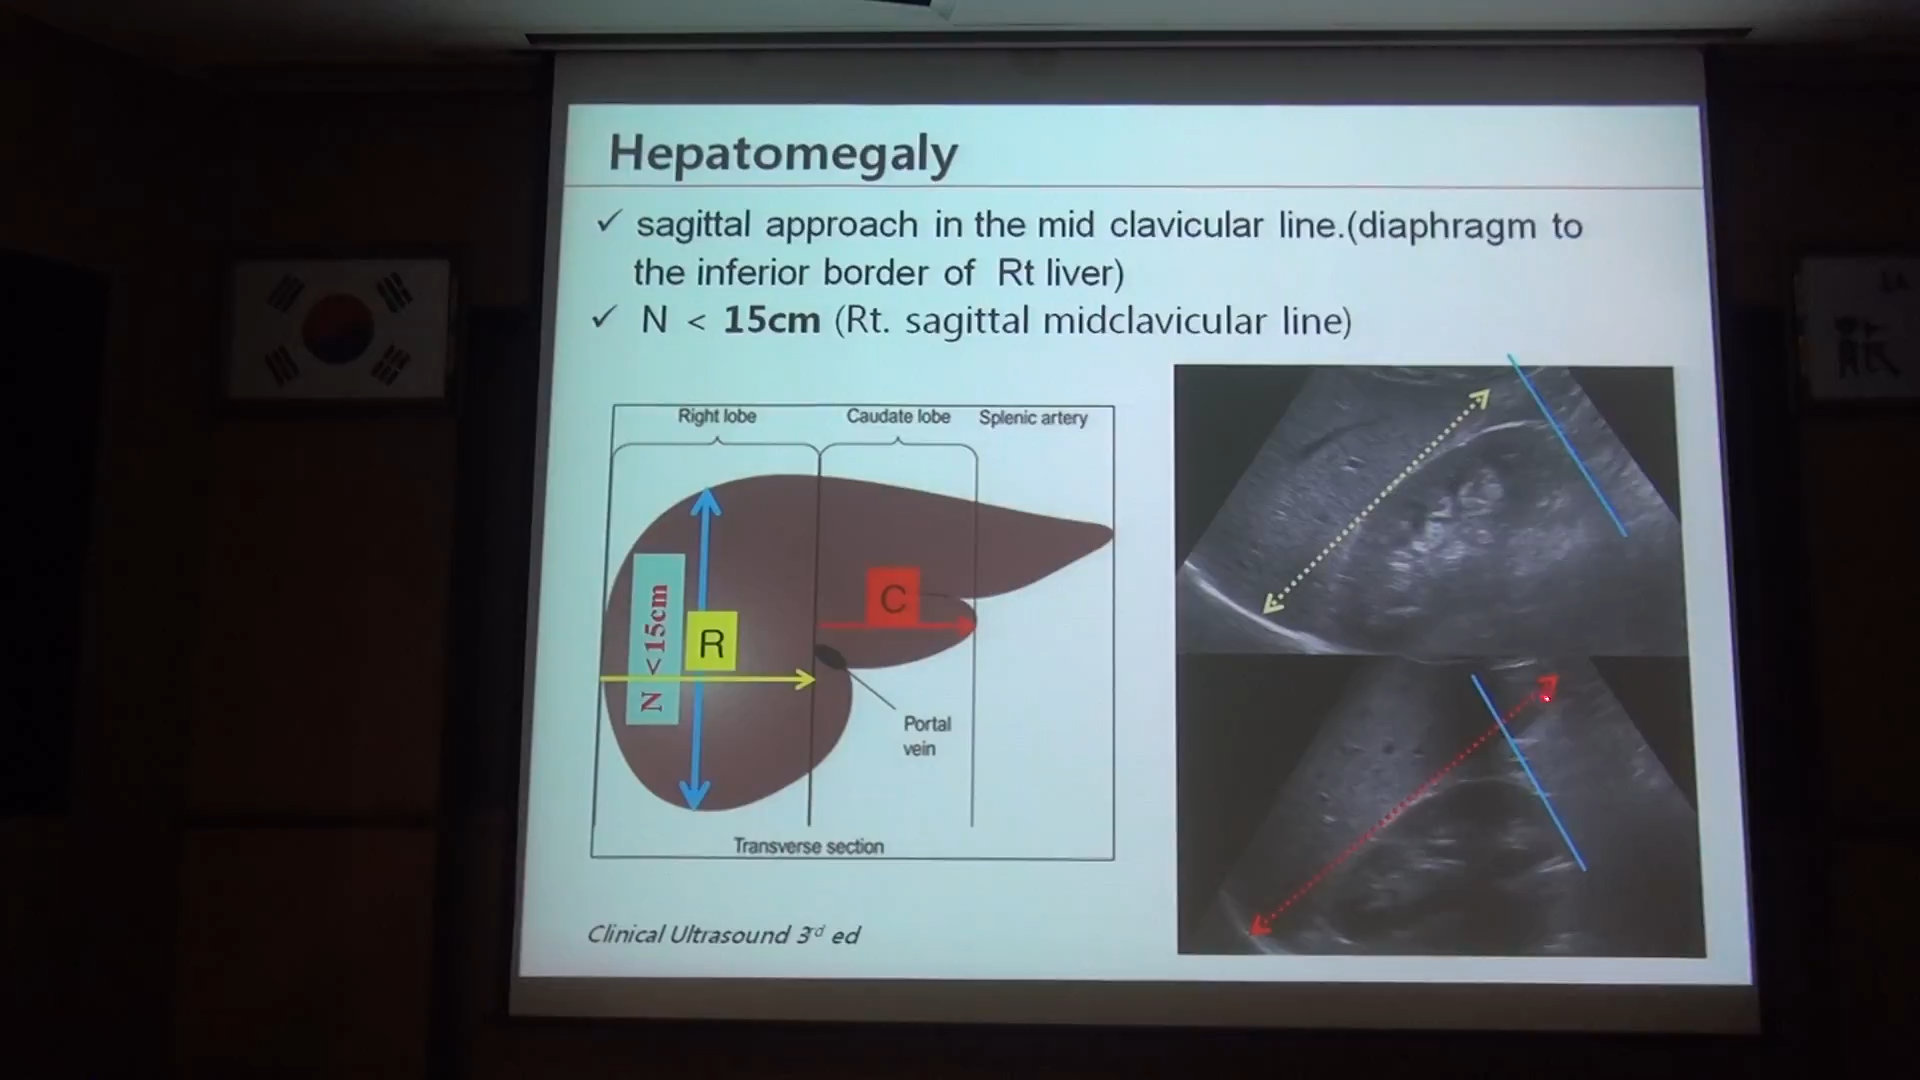 Hepatomegaly
✓ sagittal approach in the mid clavicular line.(diaphragm to
the inferior border of Rt liver)
✓ N < 15cm (Rt. sagittal midclavicular line)
Right lobe
Caudate lobe
Splenic artery
N <15cm
R
C
Portal
vein
Transverse section
Clinical Ultrasound 3rd ed